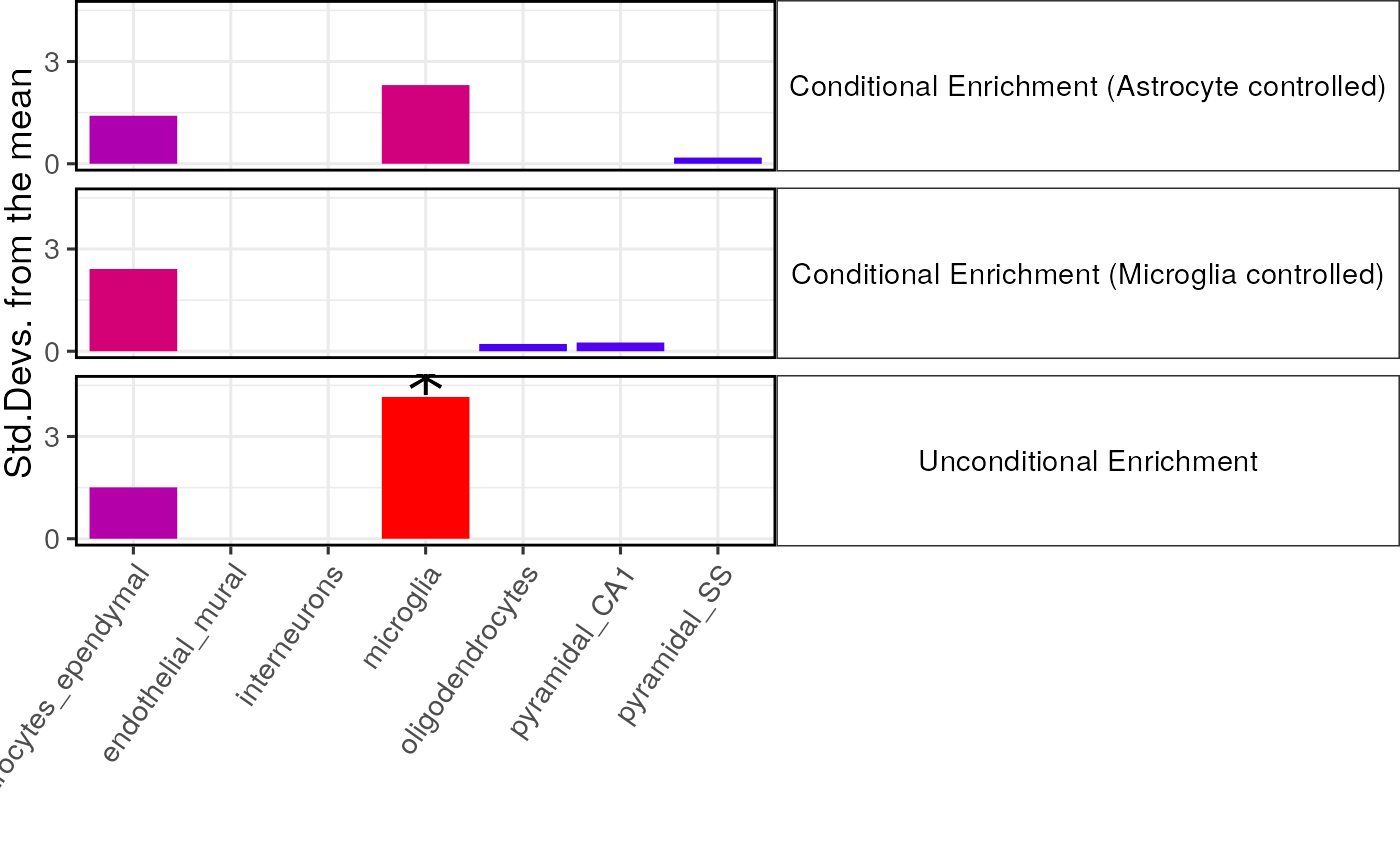 Std.Devs. from the mean
3
0
Conditional Enrichment (Astrocyte controlled)
3
0
Conditional Enrichment (Microglia controlled)
*
3
0
Unconditional Enrichment
ocytes_ependymal
endothelial_mural
interneurons
microglia
oligodendrocytes
pyramidal_CA1
pyramidal_SS